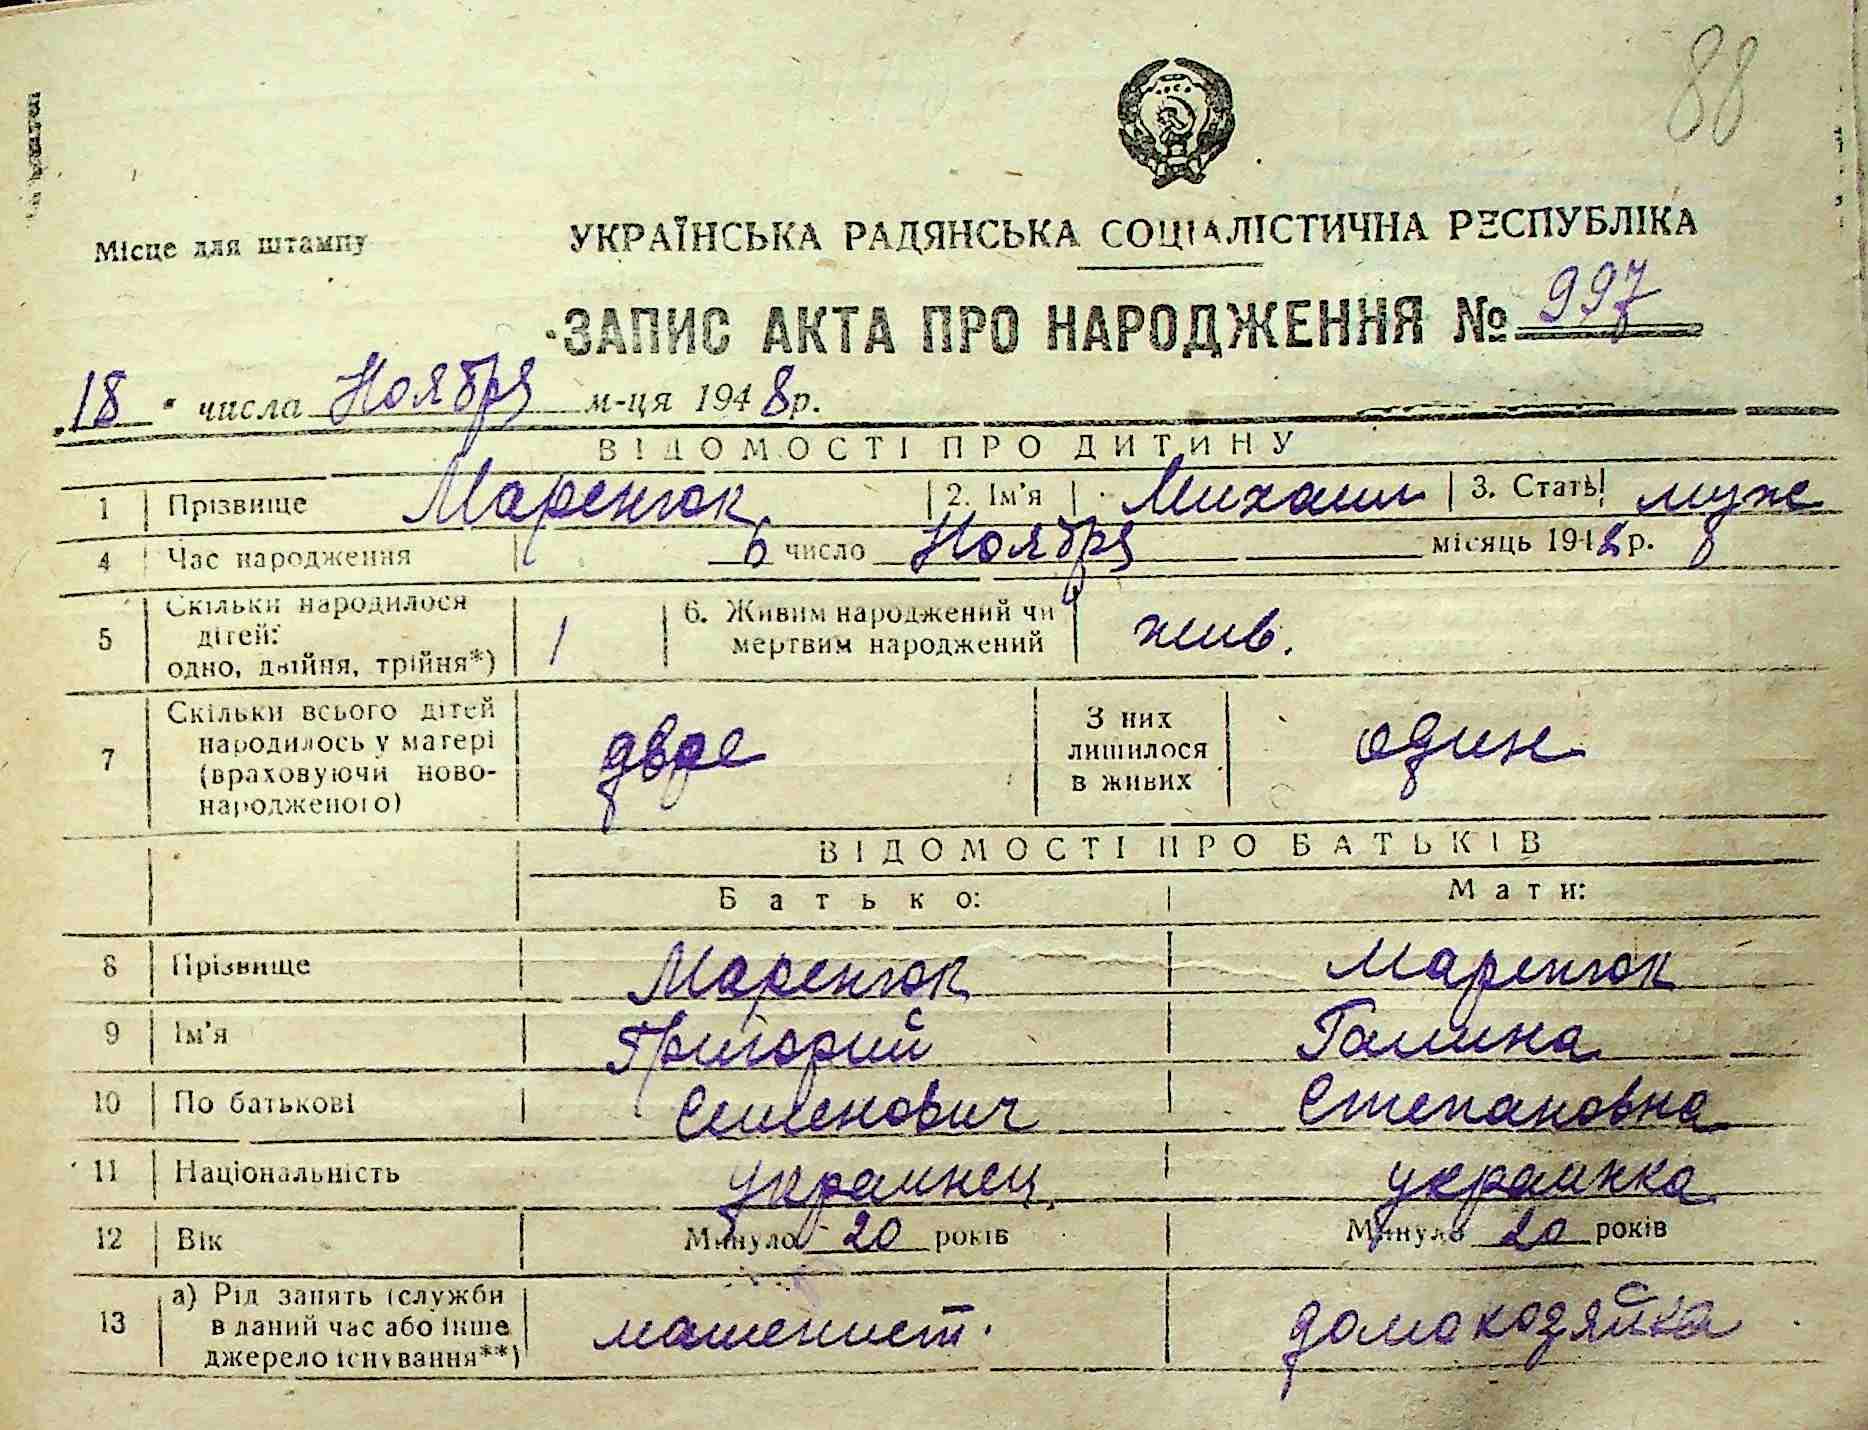 88
Місце для штампу
УКРАЇНСЬКА РАДЯНСЬКА СОЦІАЛІСТИЧНА РЕСПУБЛІКА
ЗАПИС АКТА ПРО НАРОДЖЕННЯ № 997
18 числа Ноября м-ця 1948 р.
ВІДОМОСТІ ПРО ДИТИНУ
1 Прізвище Маренюк 2. Ім'я Михаил 3. Стать муж
4 Час народження 6 число Ноября місяць 1948 р. 8
5 Скільки народилося
дітей:
одно, двійня, трійня*) 1 6. Живим народжений чи
мертвим народжений жив.
7 Скільки всього дітей
народилось у матері
(враховуючи ново-
народженого) двое З них
лишилося
в живих один
ВІДОМОСТІ ПРО БАТЬКІВ
Батько: Мати:
8 Прізвище Маренюк Маренюк
9 Ім'я Григорий Галина
10 По батькові Семенович Степановна
11 Національність украинец украинка
12 Вік Минуло 20 років Минуло 20 років
13 а) Рід занять (служби
в даний час або інше
джерело існування**) машенист. домохозяйка